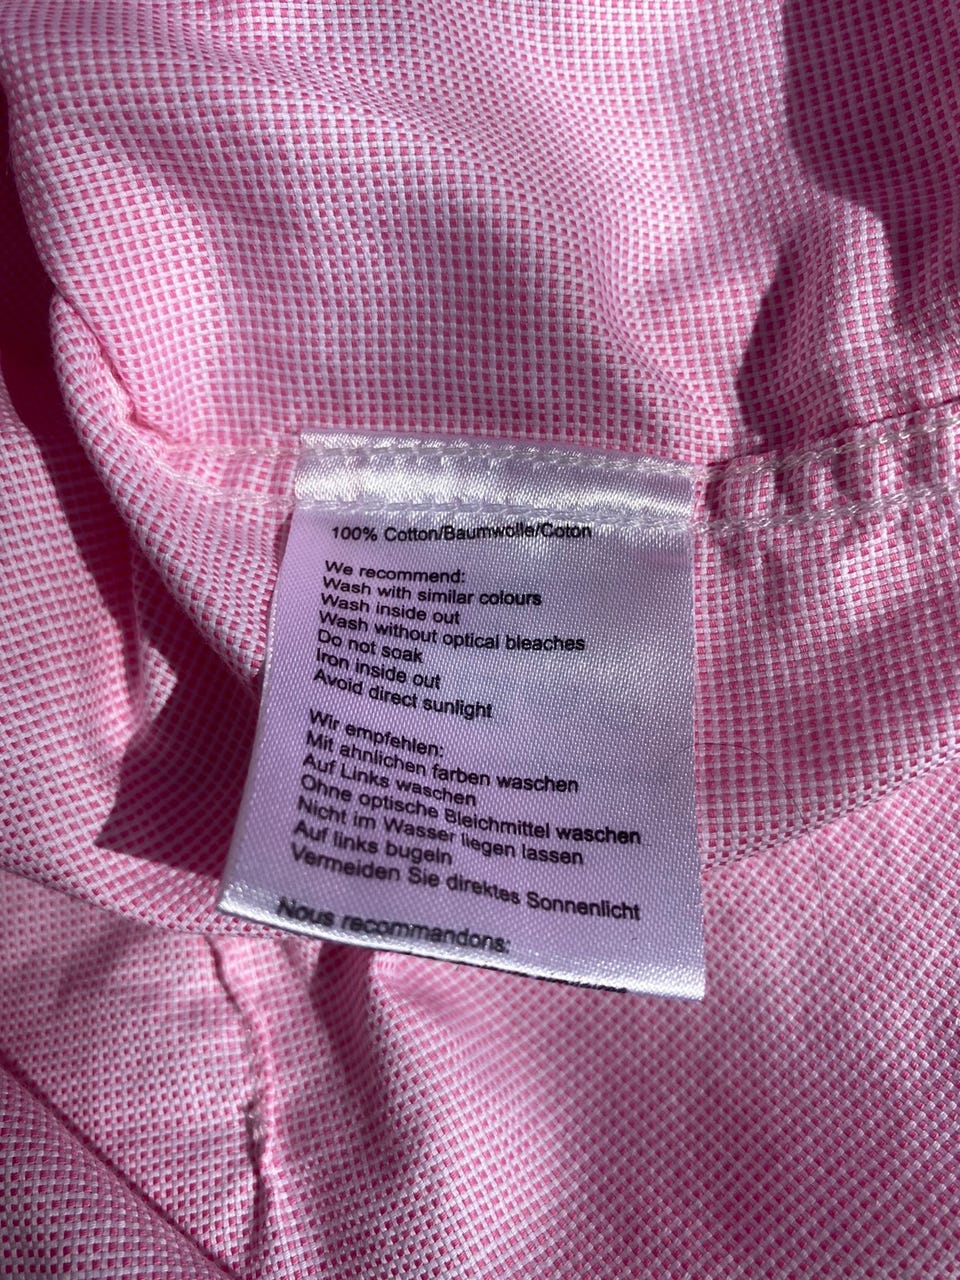 100% Cotton/Baumwolle/Coton
We recommend:
Wash with similar colours
Wash inside out
Wash without optical bleaches
Do not soak
Iron inside out
Avoid direct sunlight
Wir empfehlen:
Mit ahnlichen farben waschen
Auf Links waschen
Ohne optische Bleichmittel waschen
Nicht im Wasser liegen lassen
Auf links bugeln
Vermeiden Sie direktes Sonnenlicht
Nous recommandons: